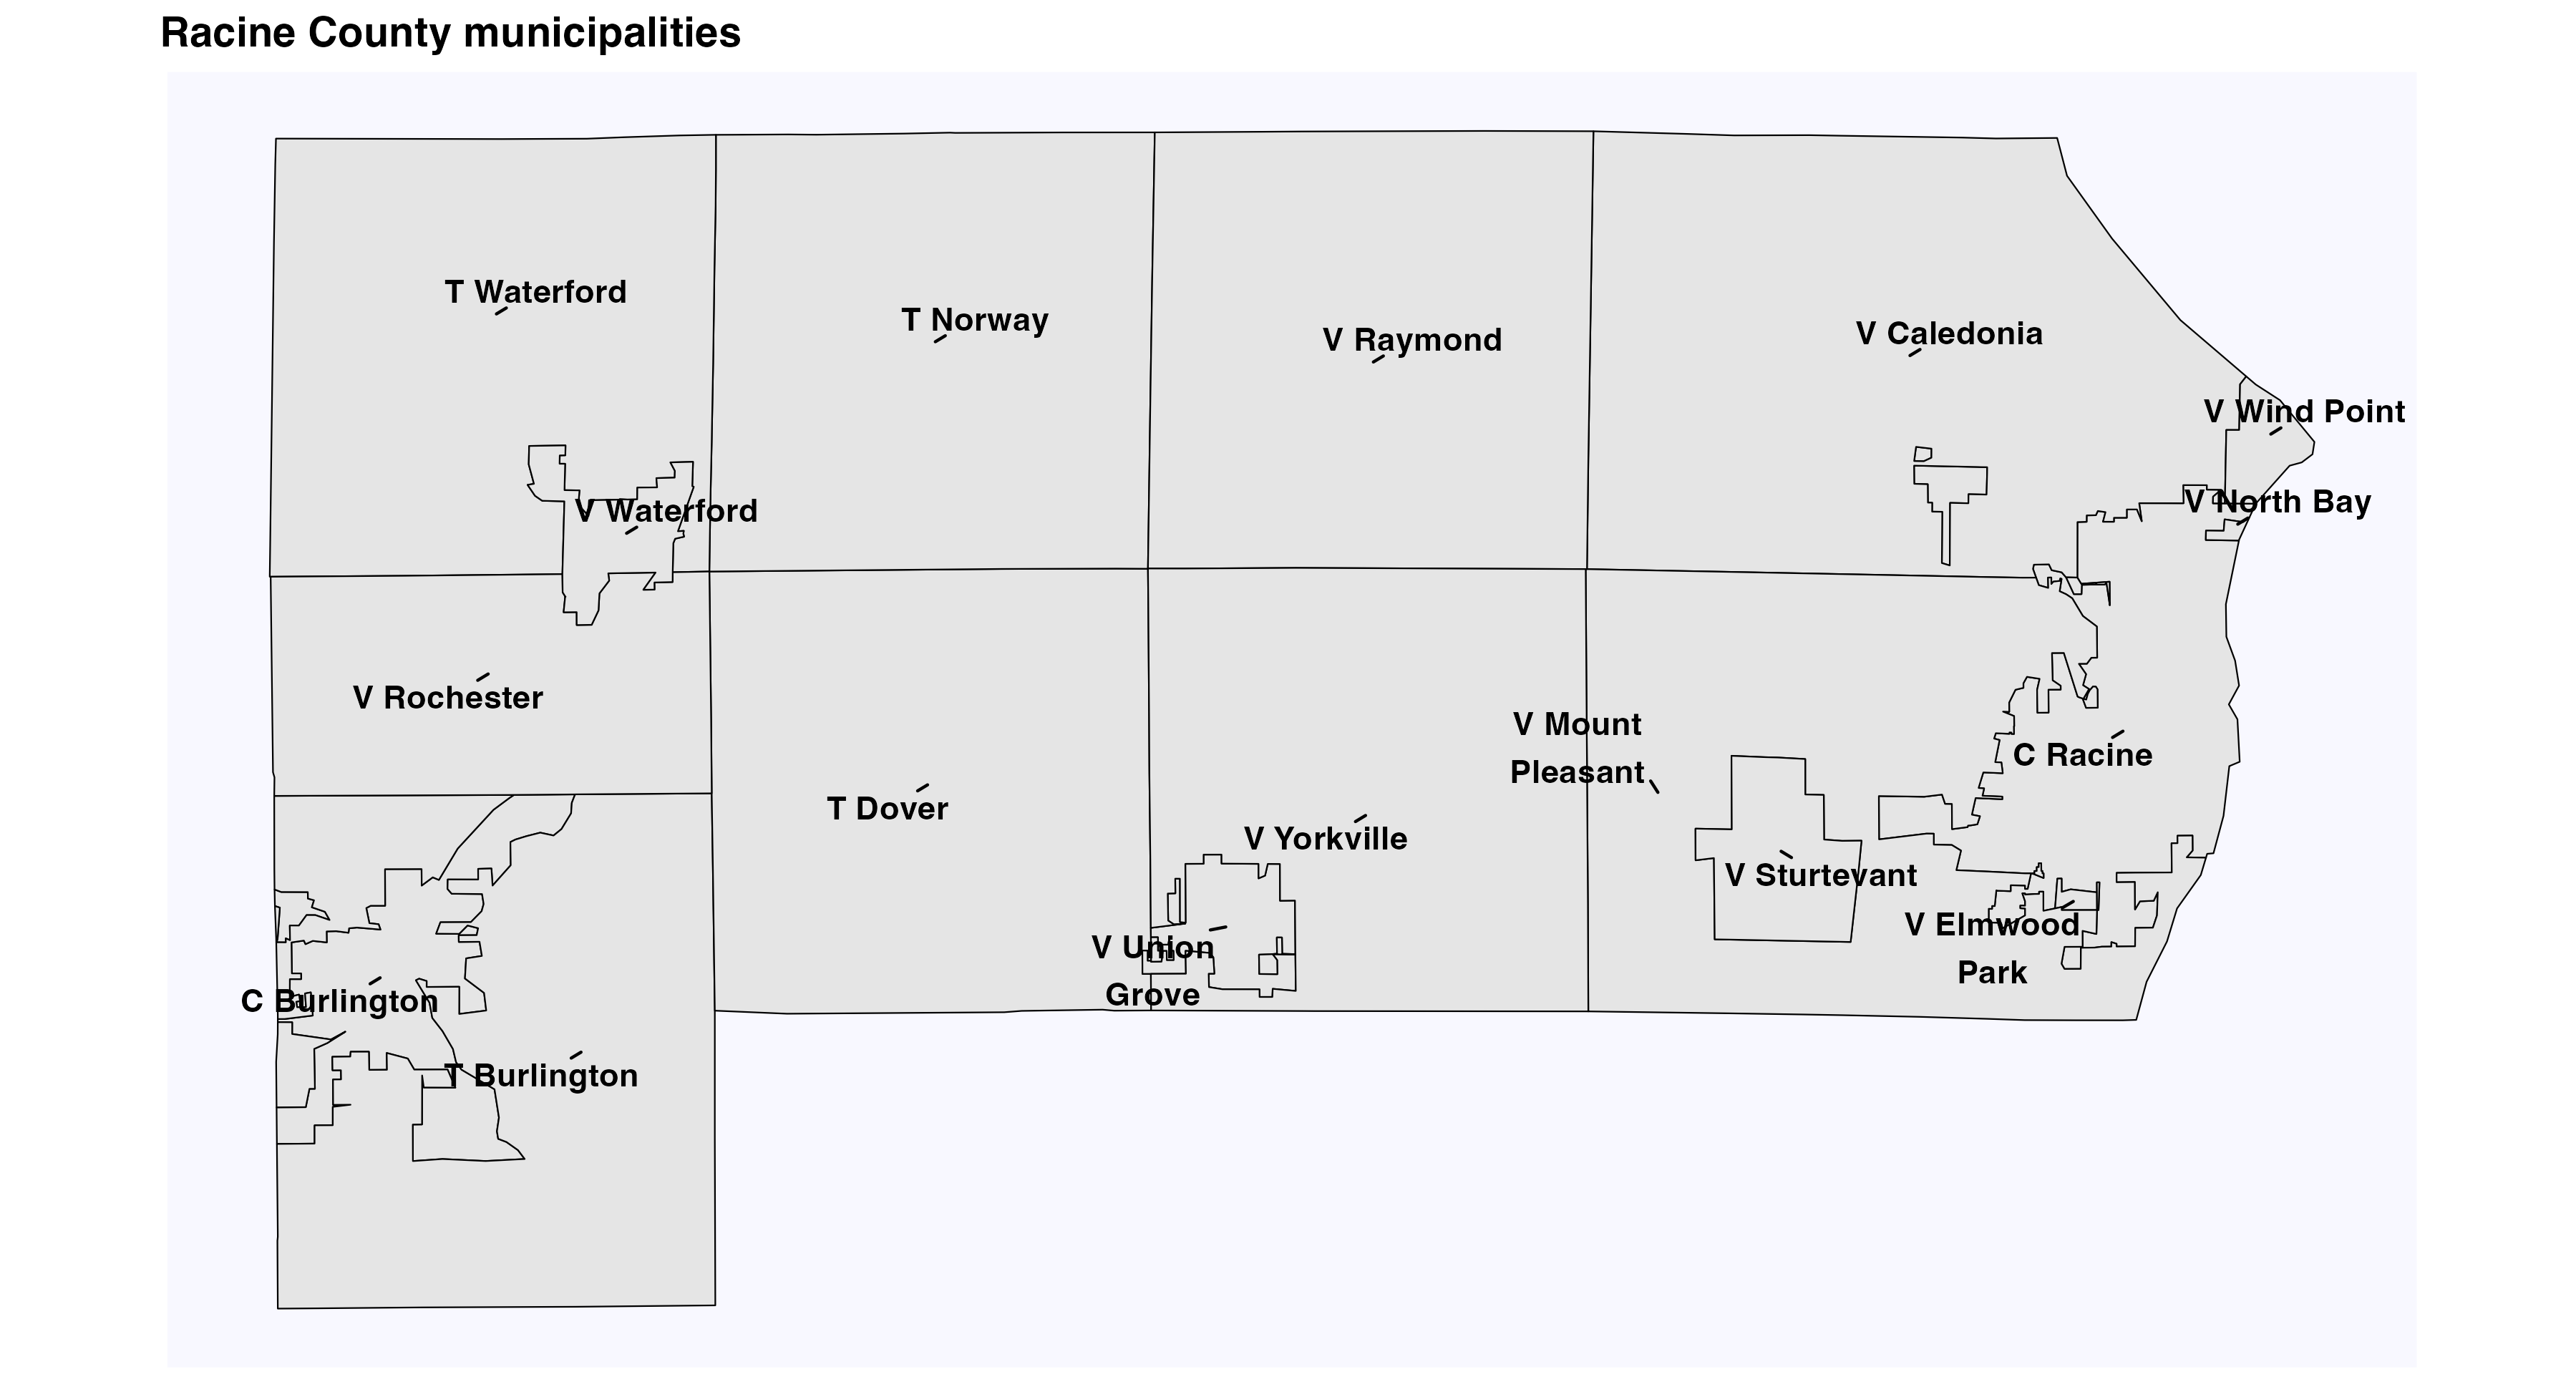 Racine County municipalities
T Waterford
T Norway
V Raymond
V Caledonia
V Wind Point
V Waterford
V North Bay
V Rochester
V Mount
Pleasant
C Racine
T Dover
V Yorkville
V Sturtevant
V Union
Grove
V Elmwood
Park
C Burlington
T Burlington